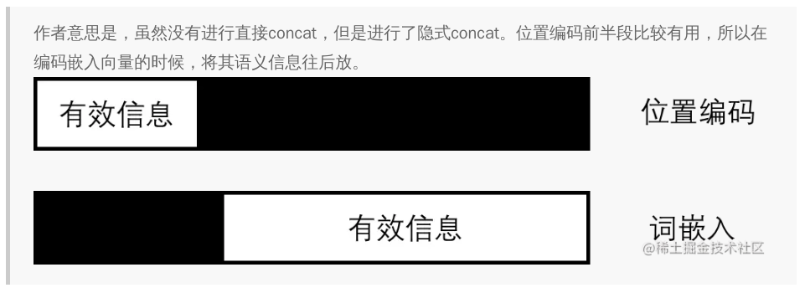 作者意思是，虽然没有进行直接concat，但是进行了隐式concat。位置编码前半段比较有用，所以在
编码嵌入向量的时候，将其语义信息往后放。
有效信息
位置编码
有效信息
词嵌入
@稀土掘金技术社区